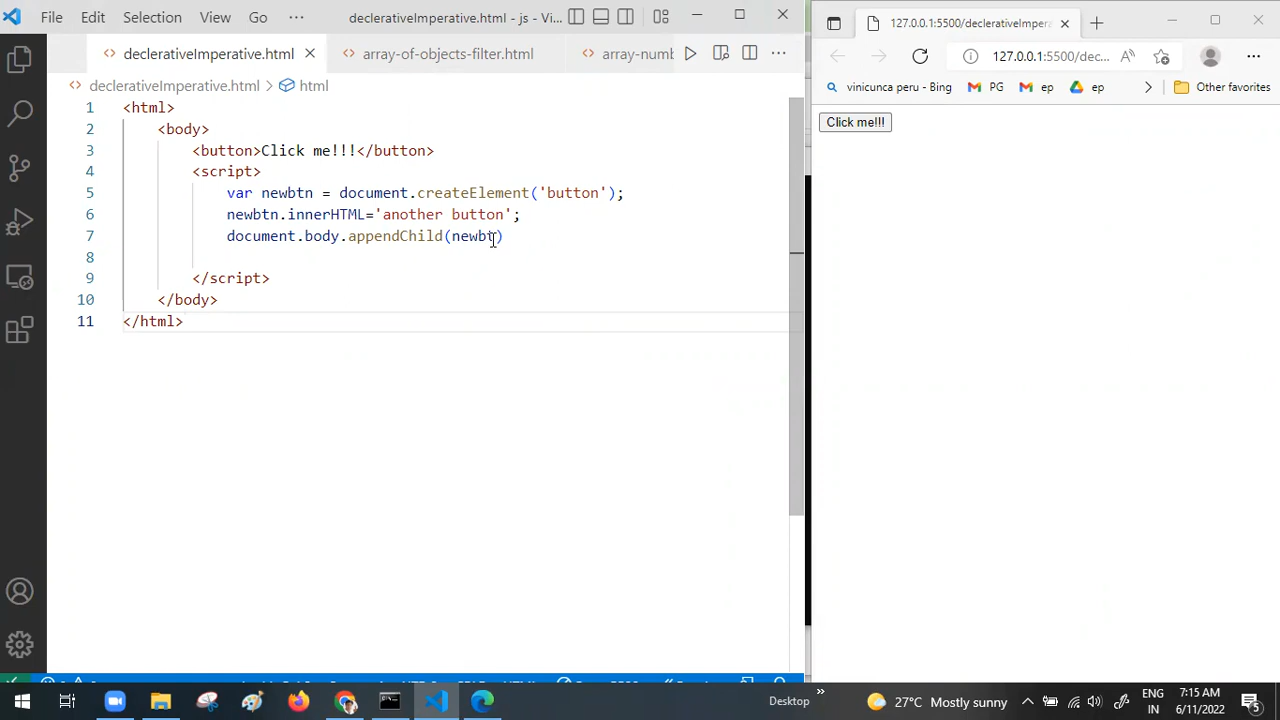 File Edit Selection View Go ··· declerativeImperative.html - js - Vi...
declerativeImperative.html array-of-objects-filter.html array-numb
declerativeImperative.html > html
1 <html>
2 <body>
3 <button>Click me!!!</button>
4 <script>
5 var newbtn = document.createElement('button');
6 newbtn.innerHTML='another button';
7 document.body.appendChild(newbt)
8
9 </script>
10 </body>
11 </html>
127.0.0.1:5500/declerativeImpera
127.0.0.1:5500/dec...
vinicunca peru - Bing PG ep ep Other favorites
Click me!!!
Desktop
27°C Mostly sunny
ENG
IN
7:15 AM
6/11/2022
5